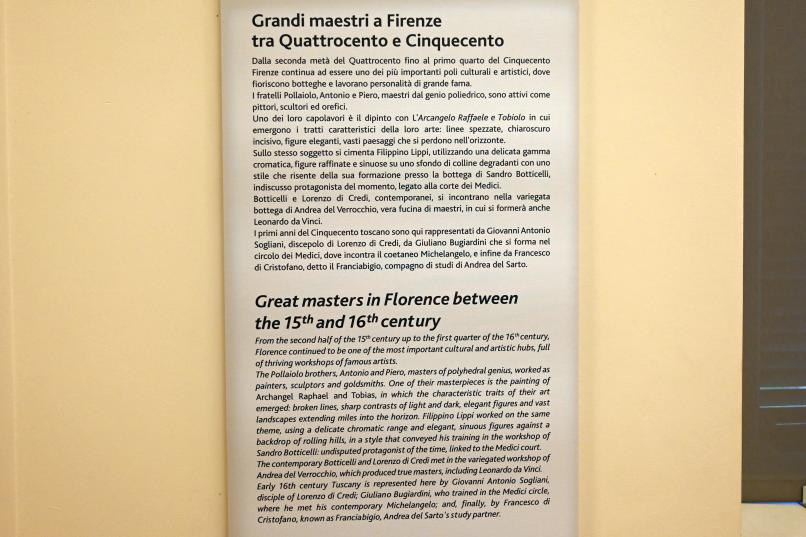 Grandi maestri a Firenze
tra Quattrocento e Cinquecento
Dalla seconda metà del Quattrocento fino al primo quarto del Cinquecento
Firenze continua ad essere uno dei più importanti poli culturali e artistici, dove
fioriscono botteghe e lavorano personalità di grande fama.
I fratelli Pollaiolo, Antonio e Piero, maestri dal genio poliedrico, sono attivi come
pittori, scultori ed orefici.
Uno dei loro capolavori è il dipinto con L'Arcangelo Raffaele e Tobiolo in cui
emergono i tratti caratteristici della loro arte: linee spezzate, chiaroscuro
incisivo, figure eleganti, vasti paesaggi che si perdono nell'orizzonte.
Sullo stesso soggetto si cimenta Filippino Lippi, utilizzando una delicata gamma
cromatica, figure raffinate e sinuose su uno sfondo di colline degradanti con uno
stile che risente della sua formazione presso la bottega di Sandro Botticelli,
indiscusso protagonista del momento, legato alla corte dei Medici.
Botticelli e Lorenzo di Credi, contemporanei, si incontrano nella variegata
bottega di Andrea del Verrocchio, vera fucina di maestri, in cui si formerà anche
Leonardo da Vinci.
I primi anni del Cinquecento toscano sono qui rappresentati da Giovanni Antonio
Sogliani, discepolo di Lorenzo di Credi, da Giuliano Bugiardini che si forma nel
circolo dei Medici, dove incontra il coetaneo Michelangelo, e infine da Francesco
di Cristofano, detto il Franciabigio, compagno di studi di Andrea del Sarto.
Great masters in Florence between
the 15th and 16th century
From the second half of the 15th century up to the first quarter of the 16th century,
Florence continued to be one of the most important cultural and artistic hubs, full
of thriving workshops of famous artists.
The Pollaiolo brothers, Antonio and Piero, masters of polyhedral genius, worked as
painters, sculptors and goldsmiths. One of their masterpieces is the painting of
Archangel Raphael and Tobias, in which the characteristic traits of their art
emerged: broken lines, sharp contrasts of light and dark, elegant figures and vast
landscapes extending miles into the horizon. Filippino Lippi worked on the same
theme, using a delicate chromatic range and elegant, sinuous figures against a
backdrop of rolling hills, in a style that conveyed his training in the workshop of
Sandro Botticelli: undisputed protagonist of the time, linked to the Medici court.
The contemporary Botticelli and Lorenzo di Credi met in the variegated workshop of
Andrea del Verrocchio, which produced true masters, including Leonardo da Vinci.
Early 16th century Tuscany is represented here by Giovanni Antonio Sogliani,
disciple of Lorenzo di Credi; Giuliano Bugiardini, who trained in the Medici circle,
where he met his contemporary Michelangelo; and, finally, by Francesco di
Cristofano, known as Franciabigio, Andrea del Sarto's study partner.